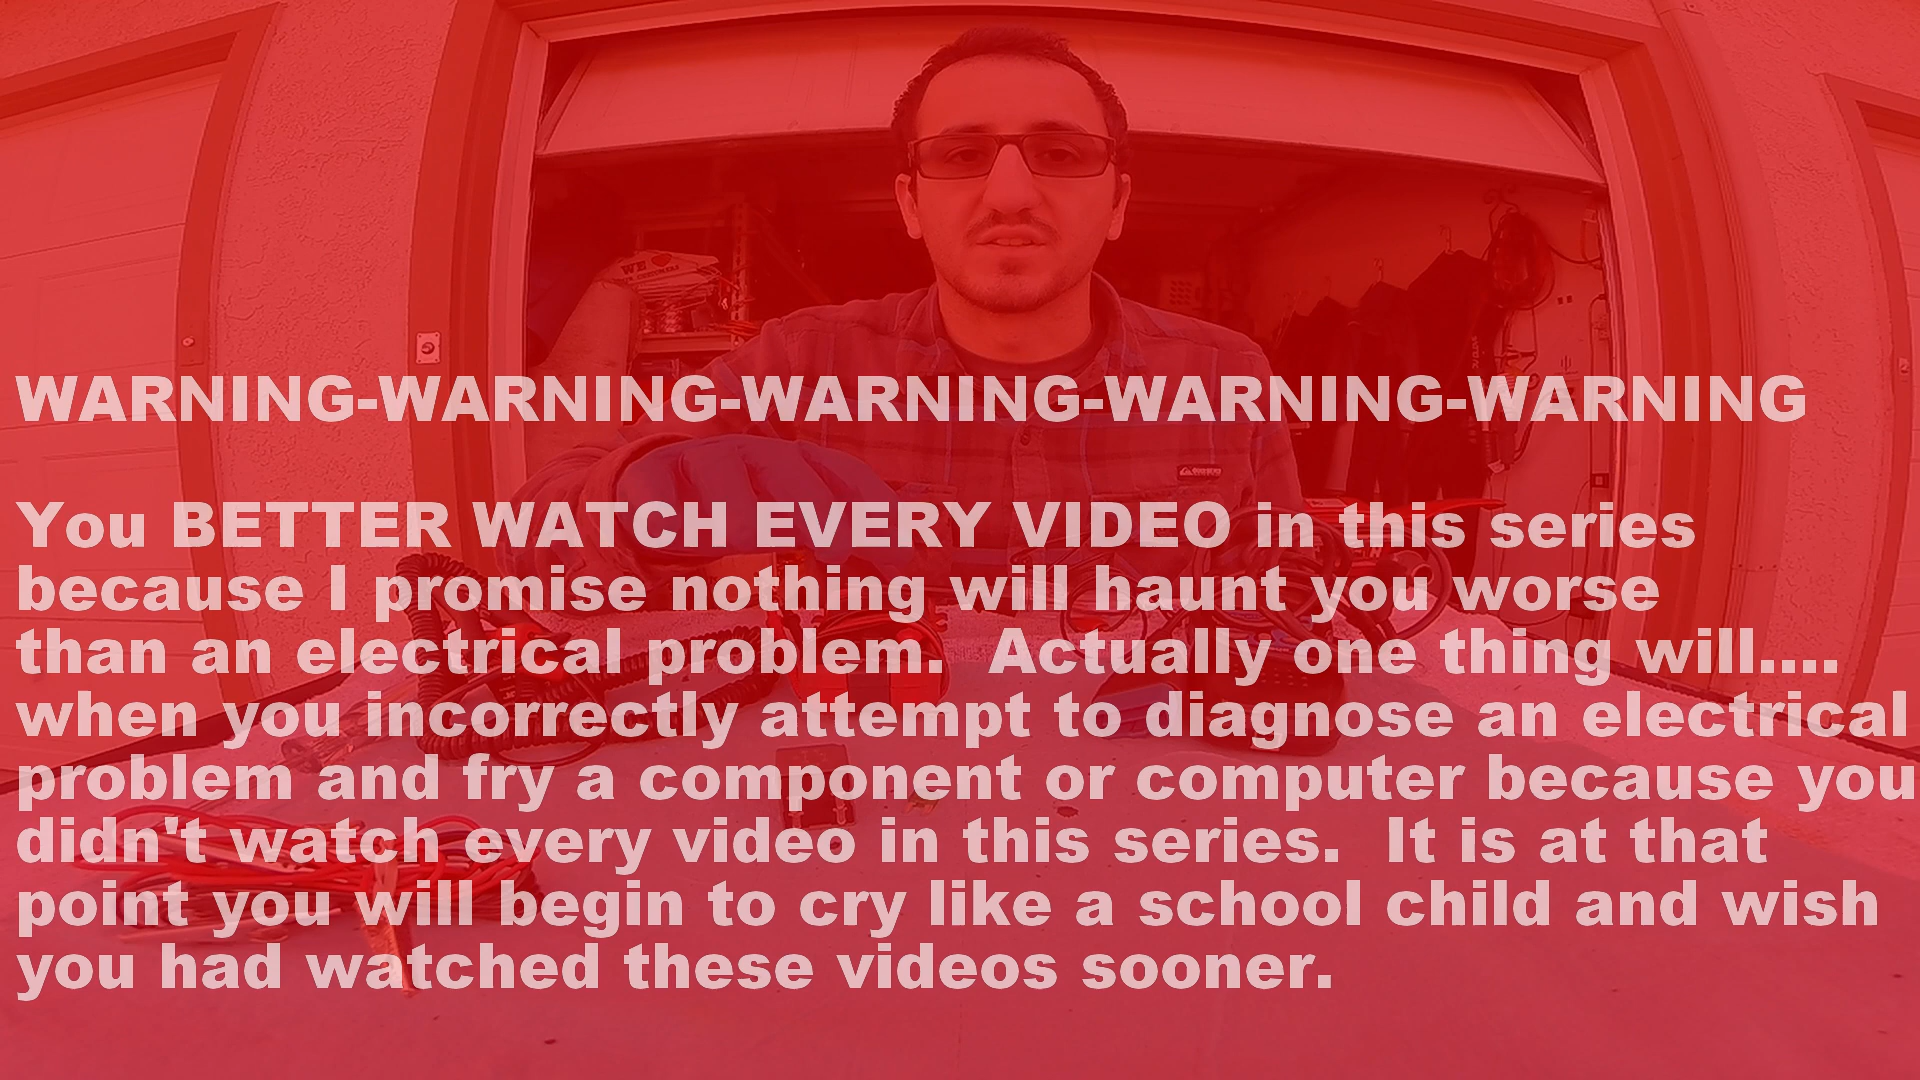 WE
CUSTOMERS
WARNING-WARNING-WARNING-WARNING-WARNING
You BETTER WATCH EVERY VIDEO in this series
because I promise nothing will haunt you worse
than an electrical problem.  Actually one thing will....
when you incorrectly attempt to diagnose an electrical
problem and fry a component or computer because you
didn't watch every video in this series.  It is at that
point you will begin to cry like a school child and wish
you had watched these videos sooner.